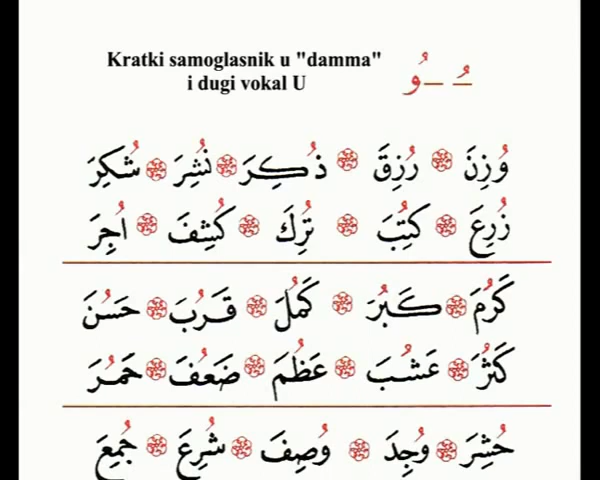 Kratki samoglasnik u "damma"
i dugi vokal U
ـُ ـُو
وُزِنَ رُزِقَ ذُكِرَ نُشِرَ شُكِرَ
زُرِعَ كُتِبَ تُرِكَ كُشِفَ اُجِرَ
كَرُمَ كَبُرَ كَمُلَ قَرُبَ حَسُنَ
كَثُرَ عَشُبَ عَظُمَ ضَعُفَ حَمُرَ
حُشِرَ وُجِدَ وُصِفَ شُرِعَ جُمِعَ